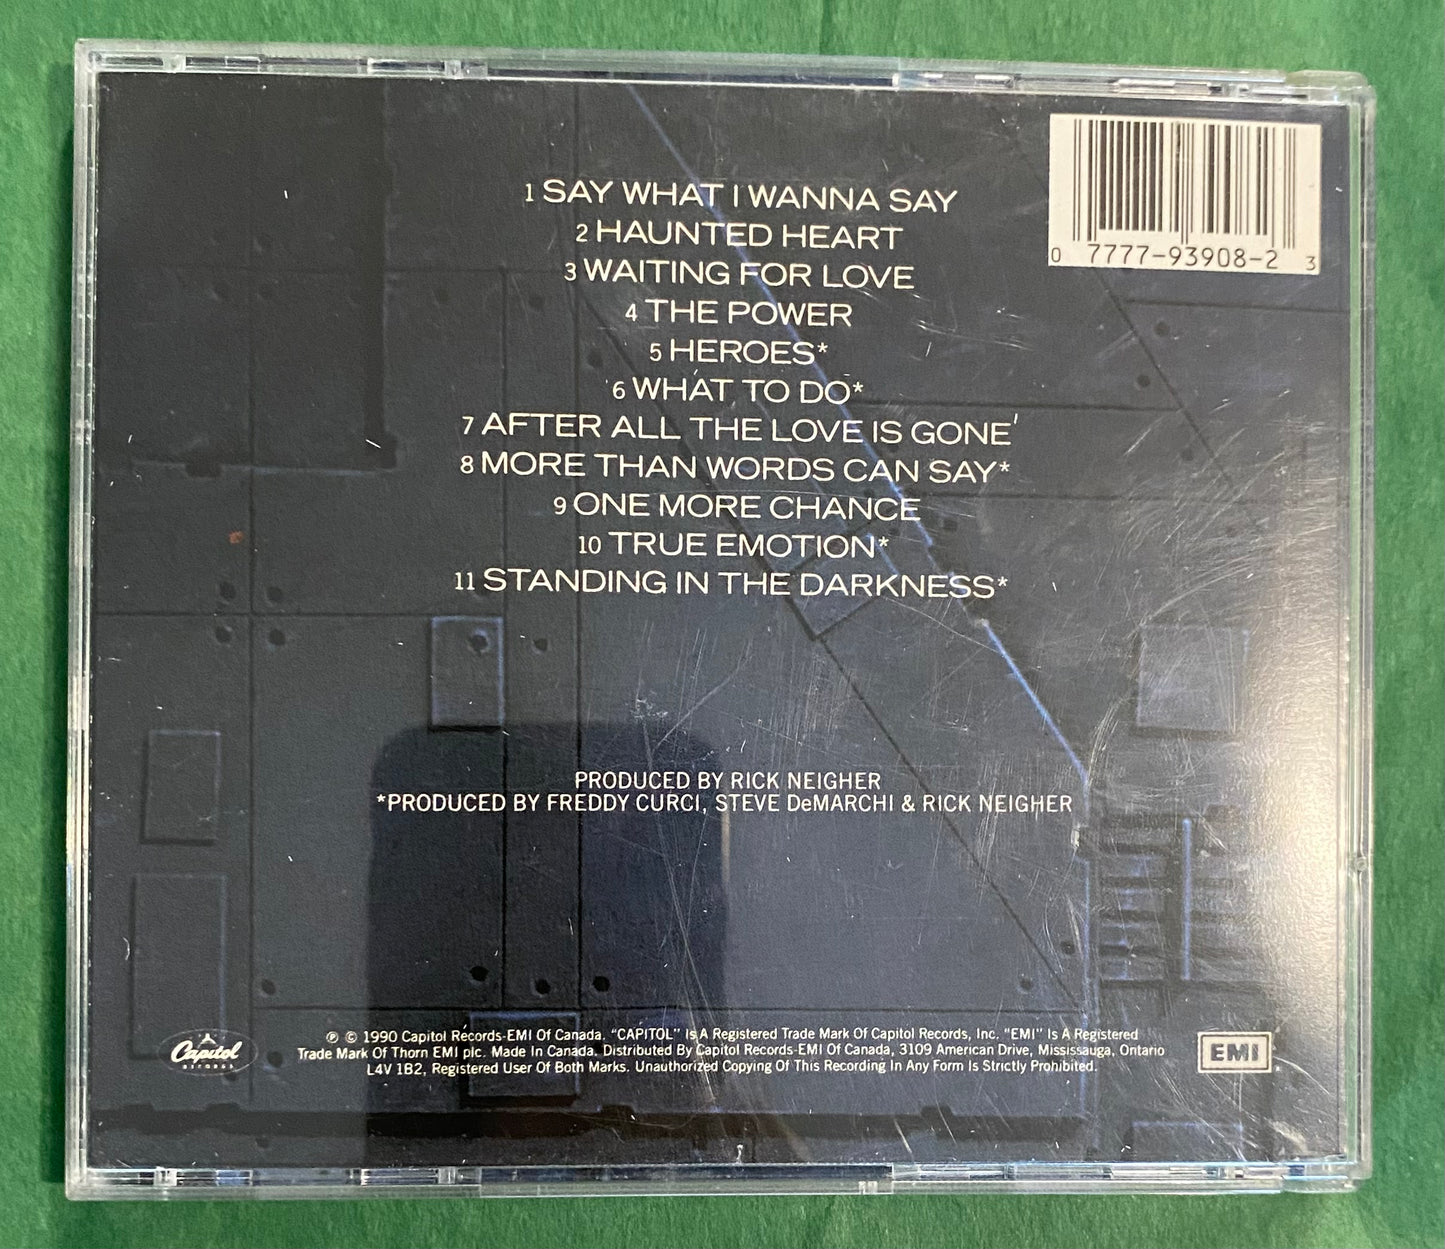 1 SAY WHAT I WANNA SAY
2 HAUNTED HEART
3 WAITING FOR LOVE
4 THE POWER
5 HEROES*
6 WHAT TO DO*
7 AFTER ALL THE LOVE IS GONE
8 MORE THAN WORDS CAN SAY*
9 ONE MORE CHANCE
10 TRUE EMOTION*
11 STANDING IN THE DARKNESS*
0 7777-93908-2 3
PRODUCED BY RICK NEIGHER
*PRODUCED BY FREDDY CURCI, STEVE DeMARCHI & RICK NEIGHER
Capitol
RECORDS
℗ © 1990 Capitol Records-EMI Of Canada. "CAPITOL" Is A Registered Trade Mark Of Capitol Records, Inc. "EMI" Is A Registered
Trade Mark Of Thorn EMI plc. Made In Canada. Distributed By Capitol Records-EMI Of Canada, 3109 American Drive, Mississauga, Ontario
L4V 1B2, Registered User Of Both Marks. Unauthorized Copying Of This Recording In Any Form Is Strictly Prohibited.
EMI